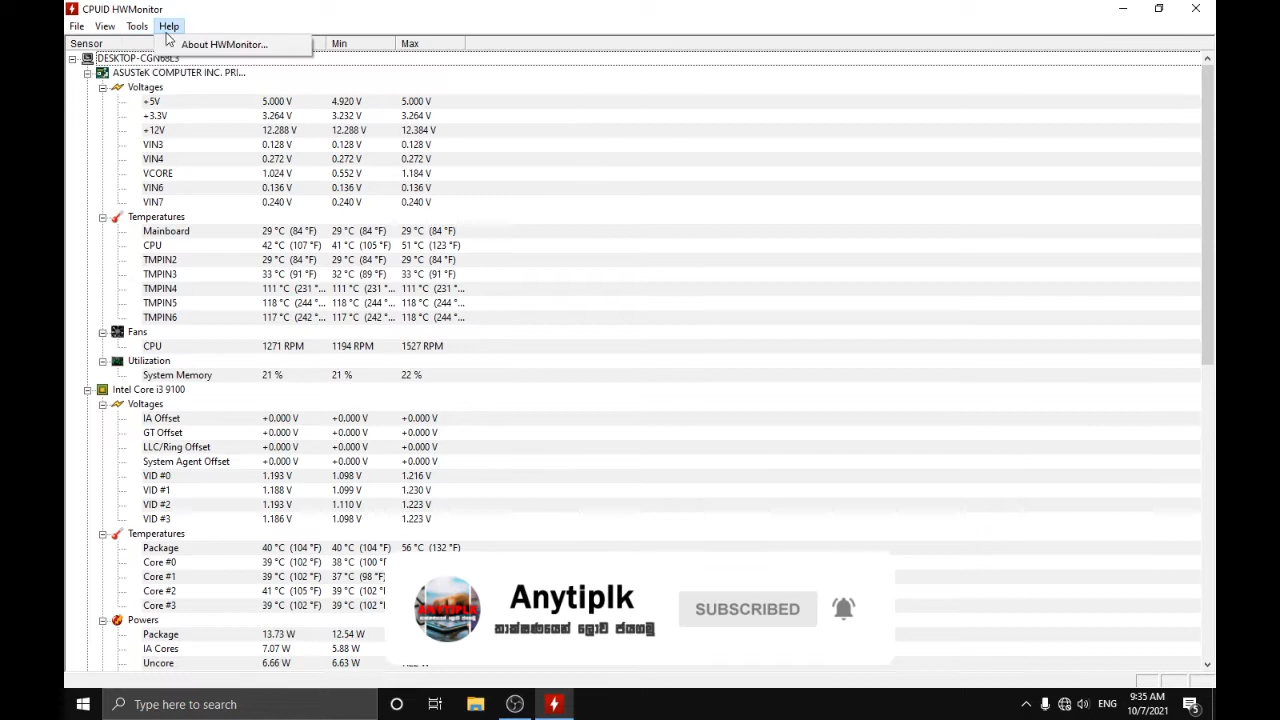 CPUID HWMonitor
File View Tools Help
Sensor Min Max
About HWMonitor...
DESKTOP-CGN68L3
ASUSTeK COMPUTER INC. PRI...
Voltages
+5V 5.000 V 4.920 V 5.000 V
+3.3V 3.264 V 3.232 V 3.264 V
+12V 12.288 V 12.288 V 12.384 V
VIN3 0.128 V 0.128 V 0.128 V
VIN4 0.272 V 0.272 V 0.272 V
VCORE 1.024 V 0.552 V 1.184 V
VIN6 0.136 V 0.136 V 0.136 V
VIN7 0.240 V 0.240 V 0.240 V
Temperatures
Mainboard 29 °C (84 °F) 29 °C (84 °F) 29 °C (84 °F)
CPU 42 °C (107 °F) 41 °C (105 °F) 51 °C (123 °F)
TMPIN2 29 °C (84 °F) 29 °C (84 °F) 29 °C (84 °F)
TMPIN3 33 °C (91 °F) 32 °C (89 °F) 33 °C (91 °F)
TMPIN4 111 °C (231 °... 111 °C (231 °... 111 °C (231 °...
TMPIN5 118 °C (244 °... 118 °C (244 °... 118 °C (244 °...
TMPIN6 117 °C (242 °... 117 °C (242 °... 118 °C (244 °...
Fans
CPU 1271 RPM 1194 RPM 1527 RPM
Utilization
System Memory 21 % 21 % 22 %
Intel Core i3 9100
Voltages
IA Offset +0.000 V +0.000 V +0.000 V
GT Offset +0.000 V +0.000 V +0.000 V
LLC/Ring Offset +0.000 V +0.000 V +0.000 V
System Agent Offset +0.000 V +0.000 V +0.000 V
VID #0 1.193 V 1.098 V 1.216 V
VID #1 1.188 V 1.099 V 1.230 V
VID #2 1.193 V 1.110 V 1.223 V
VID #3 1.186 V 1.098 V 1.223 V
Temperatures
Package 40 °C (104 °F) 40 °C (104 °F) 56 °C (132 °F)
Core #0 39 °C (102 °F) 38 °C (100 °F
Core #1 39 °C (102 °F) 37 °C (98 °F)
Core #2 41 °C (105 °F) 39 °C (102 °
Core #3 39 °C (102 °F) 39 °C (102 °
Powers
Package 13.73 W 12.54 W
IA Cores 7.07 W 5.88 W
Uncore 6.66 W 6.63 W
ANYTIPLK
Anytiplk
තාක්ෂණයෙන් ලොව ජයගමු
SUBSCRIBED
Type here to search
ENG
9:35 AM
10/7/2021
5